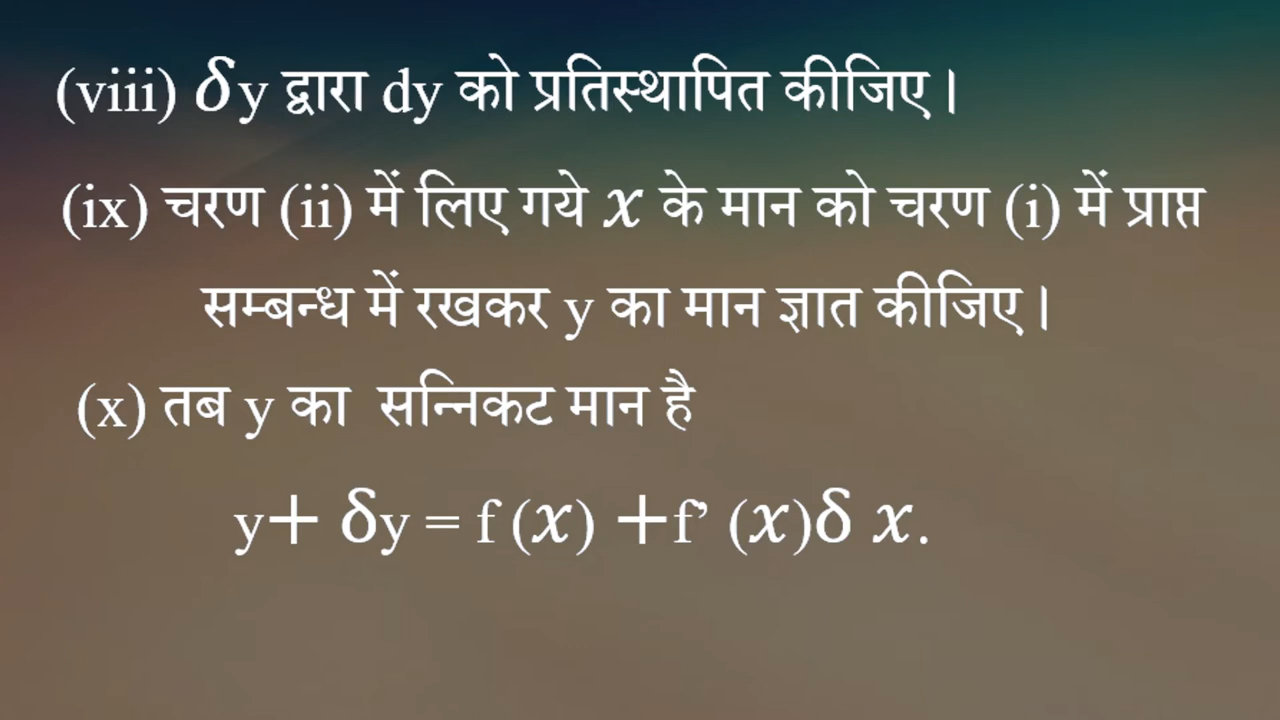 (viii) δy द्वारा dy को प्रतिस्थापित कीजिए।
(ix) चरण (ii) में लिए गये x के मान को चरण (i) में प्राप्त
सम्बन्ध में रखकर y का मान ज्ञात कीजिए।
(x) तब y का सन्निकट मान है
y+ δy = f (x) +f’ (x)δ x.